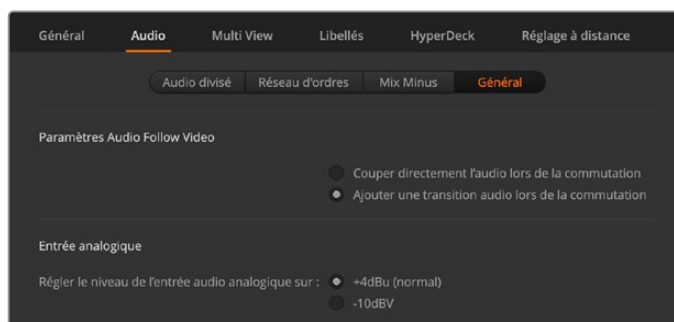 Général Audio Multi View Libellés HyperDeck Réglage à distance
Audio divisé Réseau d'ordres Mix Minus Général
Paramètres Audio Follow Video
Couper directement l'audio lors de la commutation
Ajouter une transition audio lors de la commutation
Entrée analogique
Régler le niveau de l'entrée audio analogique sur : +4dBu (normal)
-10dBV